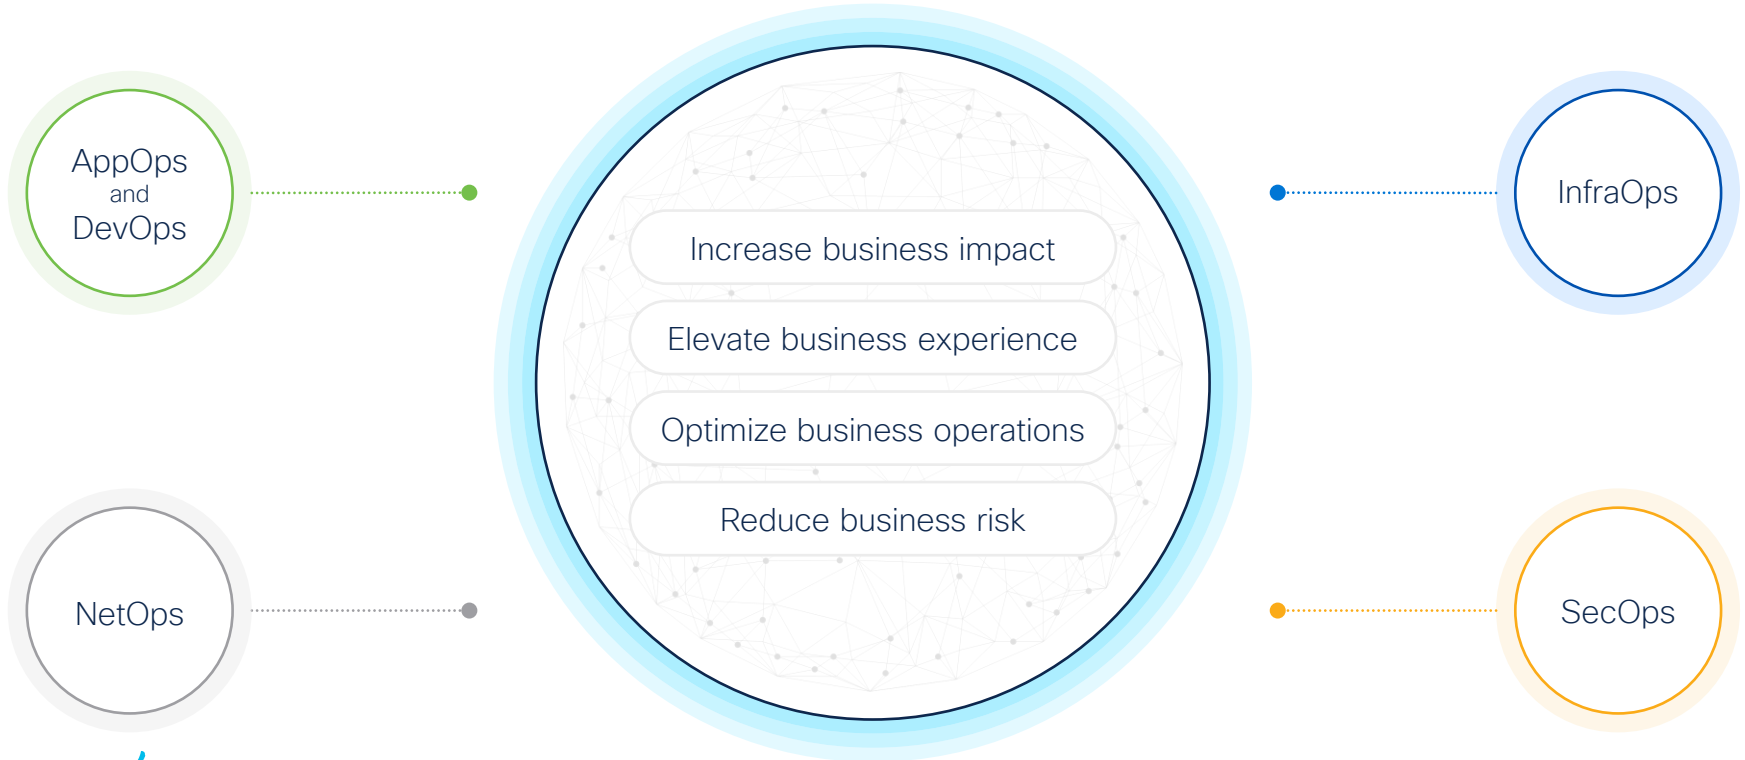 AppOps
and
DevOps
NetOps
Increase business impact
Elevate business experience
Optimize business operations
Reduce business risk
InfraOps
SecOps